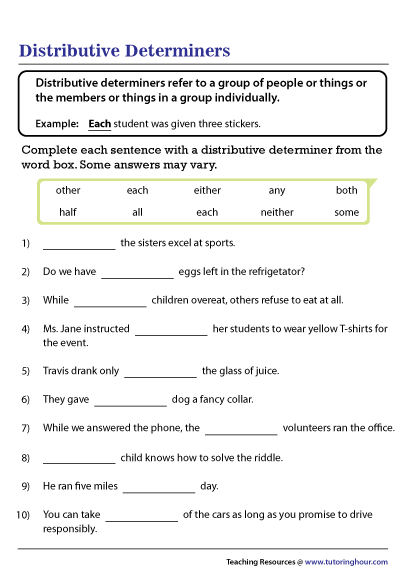 Distributive Determiners
Distributive determiners refer to a group of people or things or
the members or things in a group individually.
Example: Each student was given three stickers.
Complete each sentence with a distributive determiner from the
word box. Some answers may vary.
other each either any both
half all each neither some
1) ____________ the sisters excel at sports.
2) Do we have ____________ eggs left in the refrigetator?
3) While ____________ children overeat, others refuse to eat at all.
4) Ms. Jane instructed ____________ her students to wear yellow T-shirts for
the event.
5) Travis drank only ____________ the glass of juice.
6) They gave ____________ dog a fancy collar.
7) While we answered the phone, the ____________ volunteers ran the office.
8) ____________ child knows how to solve the riddle.
9) He ran five miles ____________ day.
10) You can take ____________ of the cars as long as you promise to drive
responsibly.
Teaching Resources @ www.tutoringhour.com